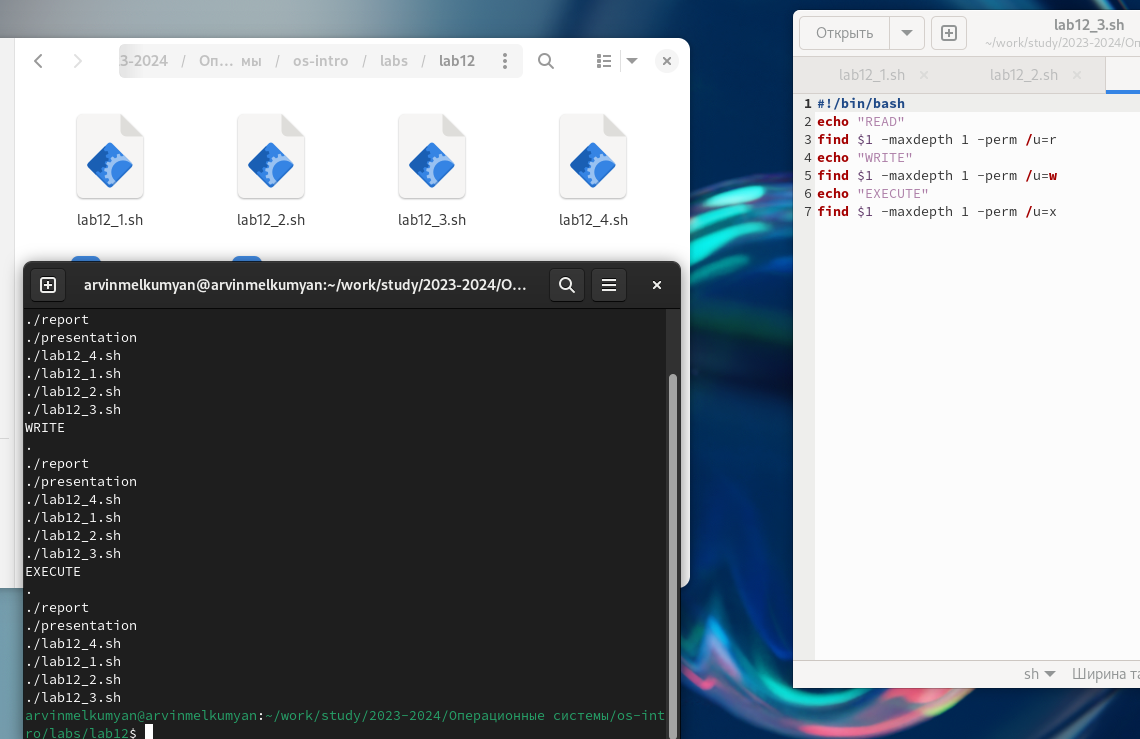 3-2024 / Оп… мы / os-intro / labs / lab12
lab12_1.sh
lab12_2.sh
lab12_3.sh
lab12_4.sh
arvinmelkumyan@arvinmelkumyan:~/work/study/2023-2024/О…
./report
./presentation
./lab12_4.sh
./lab12_1.sh
./lab12_2.sh
./lab12_3.sh
WRITE
.
./report
./presentation
./lab12_4.sh
./lab12_1.sh
./lab12_2.sh
./lab12_3.sh
EXECUTE
.
./report
./presentation
./lab12_4.sh
./lab12_1.sh
./lab12_2.sh
./lab12_3.sh
arvinmelkumyan@arvinmelkumyan:~/work/study/2023-2024/Операционные системы/os-int
ro/labs/lab12$
Открыть
lab12_3.sh
~/work/study/2023-2024/Оп
lab12_1.sh
lab12_2.sh
1 #!/bin/bash
2 echo "READ"
3 find $1 -maxdepth 1 -perm /u=r
4 echo "WRITE"
5 find $1 -maxdepth 1 -perm /u=w
6 echo "EXECUTE"
7 find $1 -maxdepth 1 -perm /u=x
sh
Ширина та